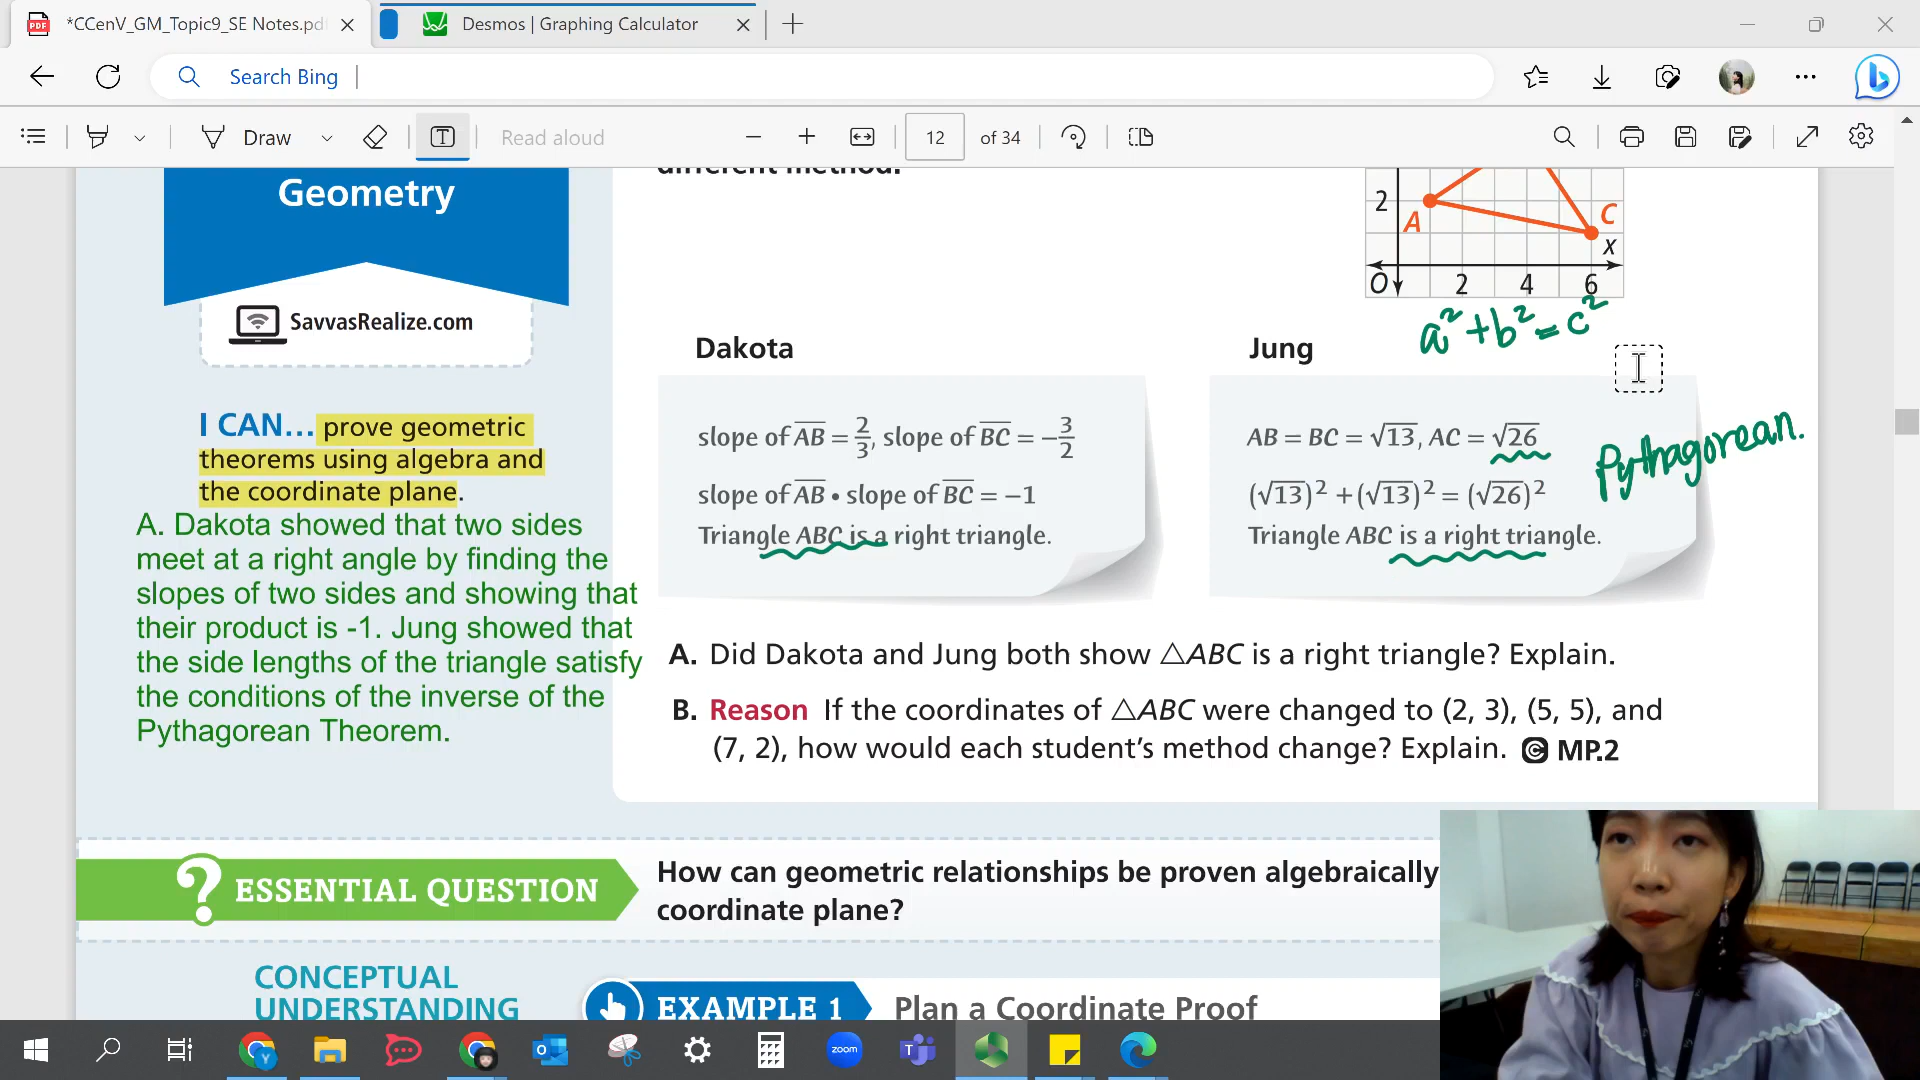 *CCenV_GM_Topic9_SE Notes.pdf
Desmos | Graphing Calculator
Search Bing
Draw
Read aloud
12
of 34
different method.
Geometry
SavvasRealize.com
2
A
C
x
O
2
4
6
a² + b² = c²
Dakota
slope of AB = 2/3, slope of BC = −3/2
slope of AB • slope of BC = −1
Triangle ABC is a right triangle.
Jung
AB = BC = √13, AC = √26
(√13)² + (√13)² = (√26)²
Triangle ABC is a right triangle.
Pythagorean.
I CAN… prove geometric
theorems using algebra and
the coordinate plane.
A. Dakota showed that two sides
meet at a right angle by finding the
slopes of two sides and showing that
their product is -1. Jung showed that
the side lengths of the triangle satisfy
the conditions of the inverse of the
Pythagorean Theorem.
A. Did Dakota and Jung both show △ABC is a right triangle? Explain.
B. Reason If the coordinates of △ABC were changed to (2, 3), (5, 5), and
(7, 2), how would each student's method change? Explain. © MP.2
? ESSENTIAL QUESTION
How can geometric relationships be proven algebraically
coordinate plane?
CONCEPTUAL
UNDERSTANDING
EXAMPLE 1
Plan a Coordinate Proof
zoom